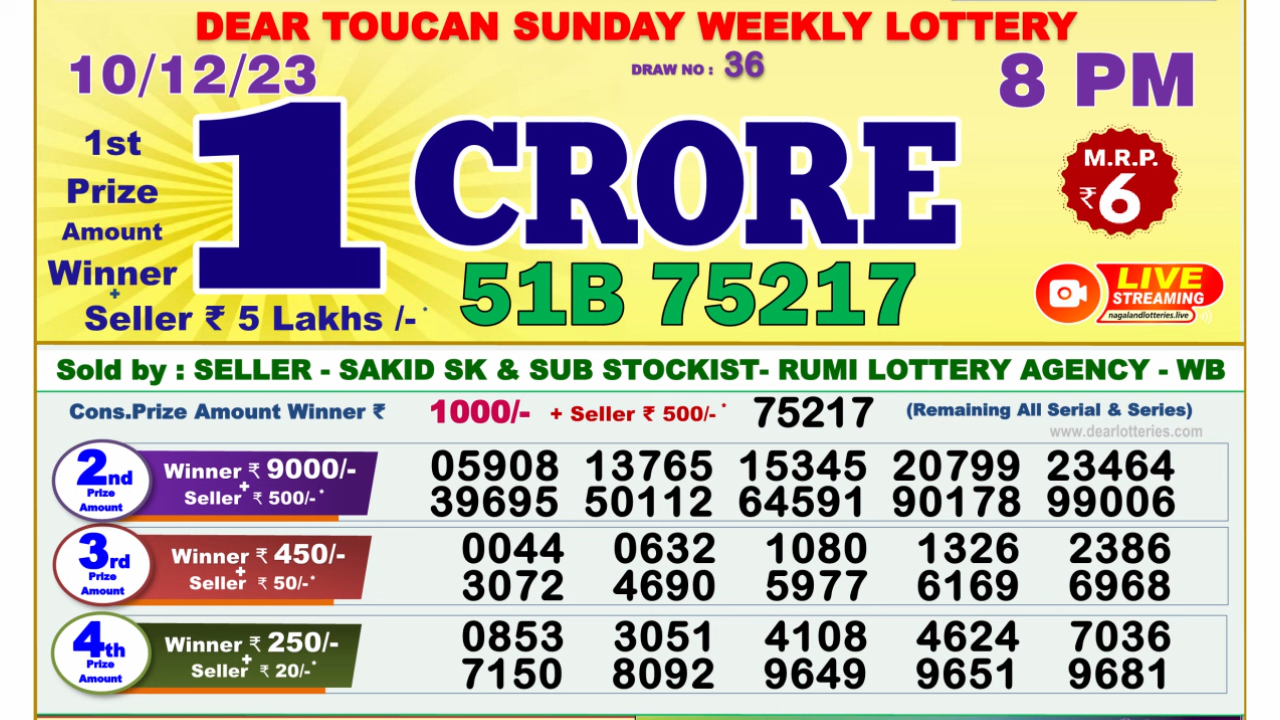 DEAR TOUCAN SUNDAY WEEKLY LOTTERY
10/12/23
DRAW NO : 36
8 PM
1st
Prize
Amount
Winner
+
Seller ₹ 5 Lakhs /-*
1 CRORE
51B 75217
M.R.P.
₹6
LIVE
STREAMING
nagalandlotteries.live
Sold by : SELLER - SAKID SK & SUB STOCKIST- RUMI LOTTERY AGENCY - WB
Cons.Prize Amount Winner ₹ 1000/- + Seller ₹ 500/-* 75217 (Remaining All Serial & Series)
www.dearlotteries.com
2nd
Prize
Amount
Winner ₹ 9000/-
+
Seller ₹ 500/-*
05908 13765 15345 20799 23464
39695 50112 64591 90178 99006
3rd
Prize
Amount
Winner ₹ 450/-
+
Seller ₹ 50/-*
0044 0632 1080 1326 2386
3072 4690 5977 6169 6968
4th
Prize
Amount
Winner ₹ 250/-
+
Seller ₹ 20/-*
0853 3051 4108 4624 7036
7150 8092 9649 9651 9681